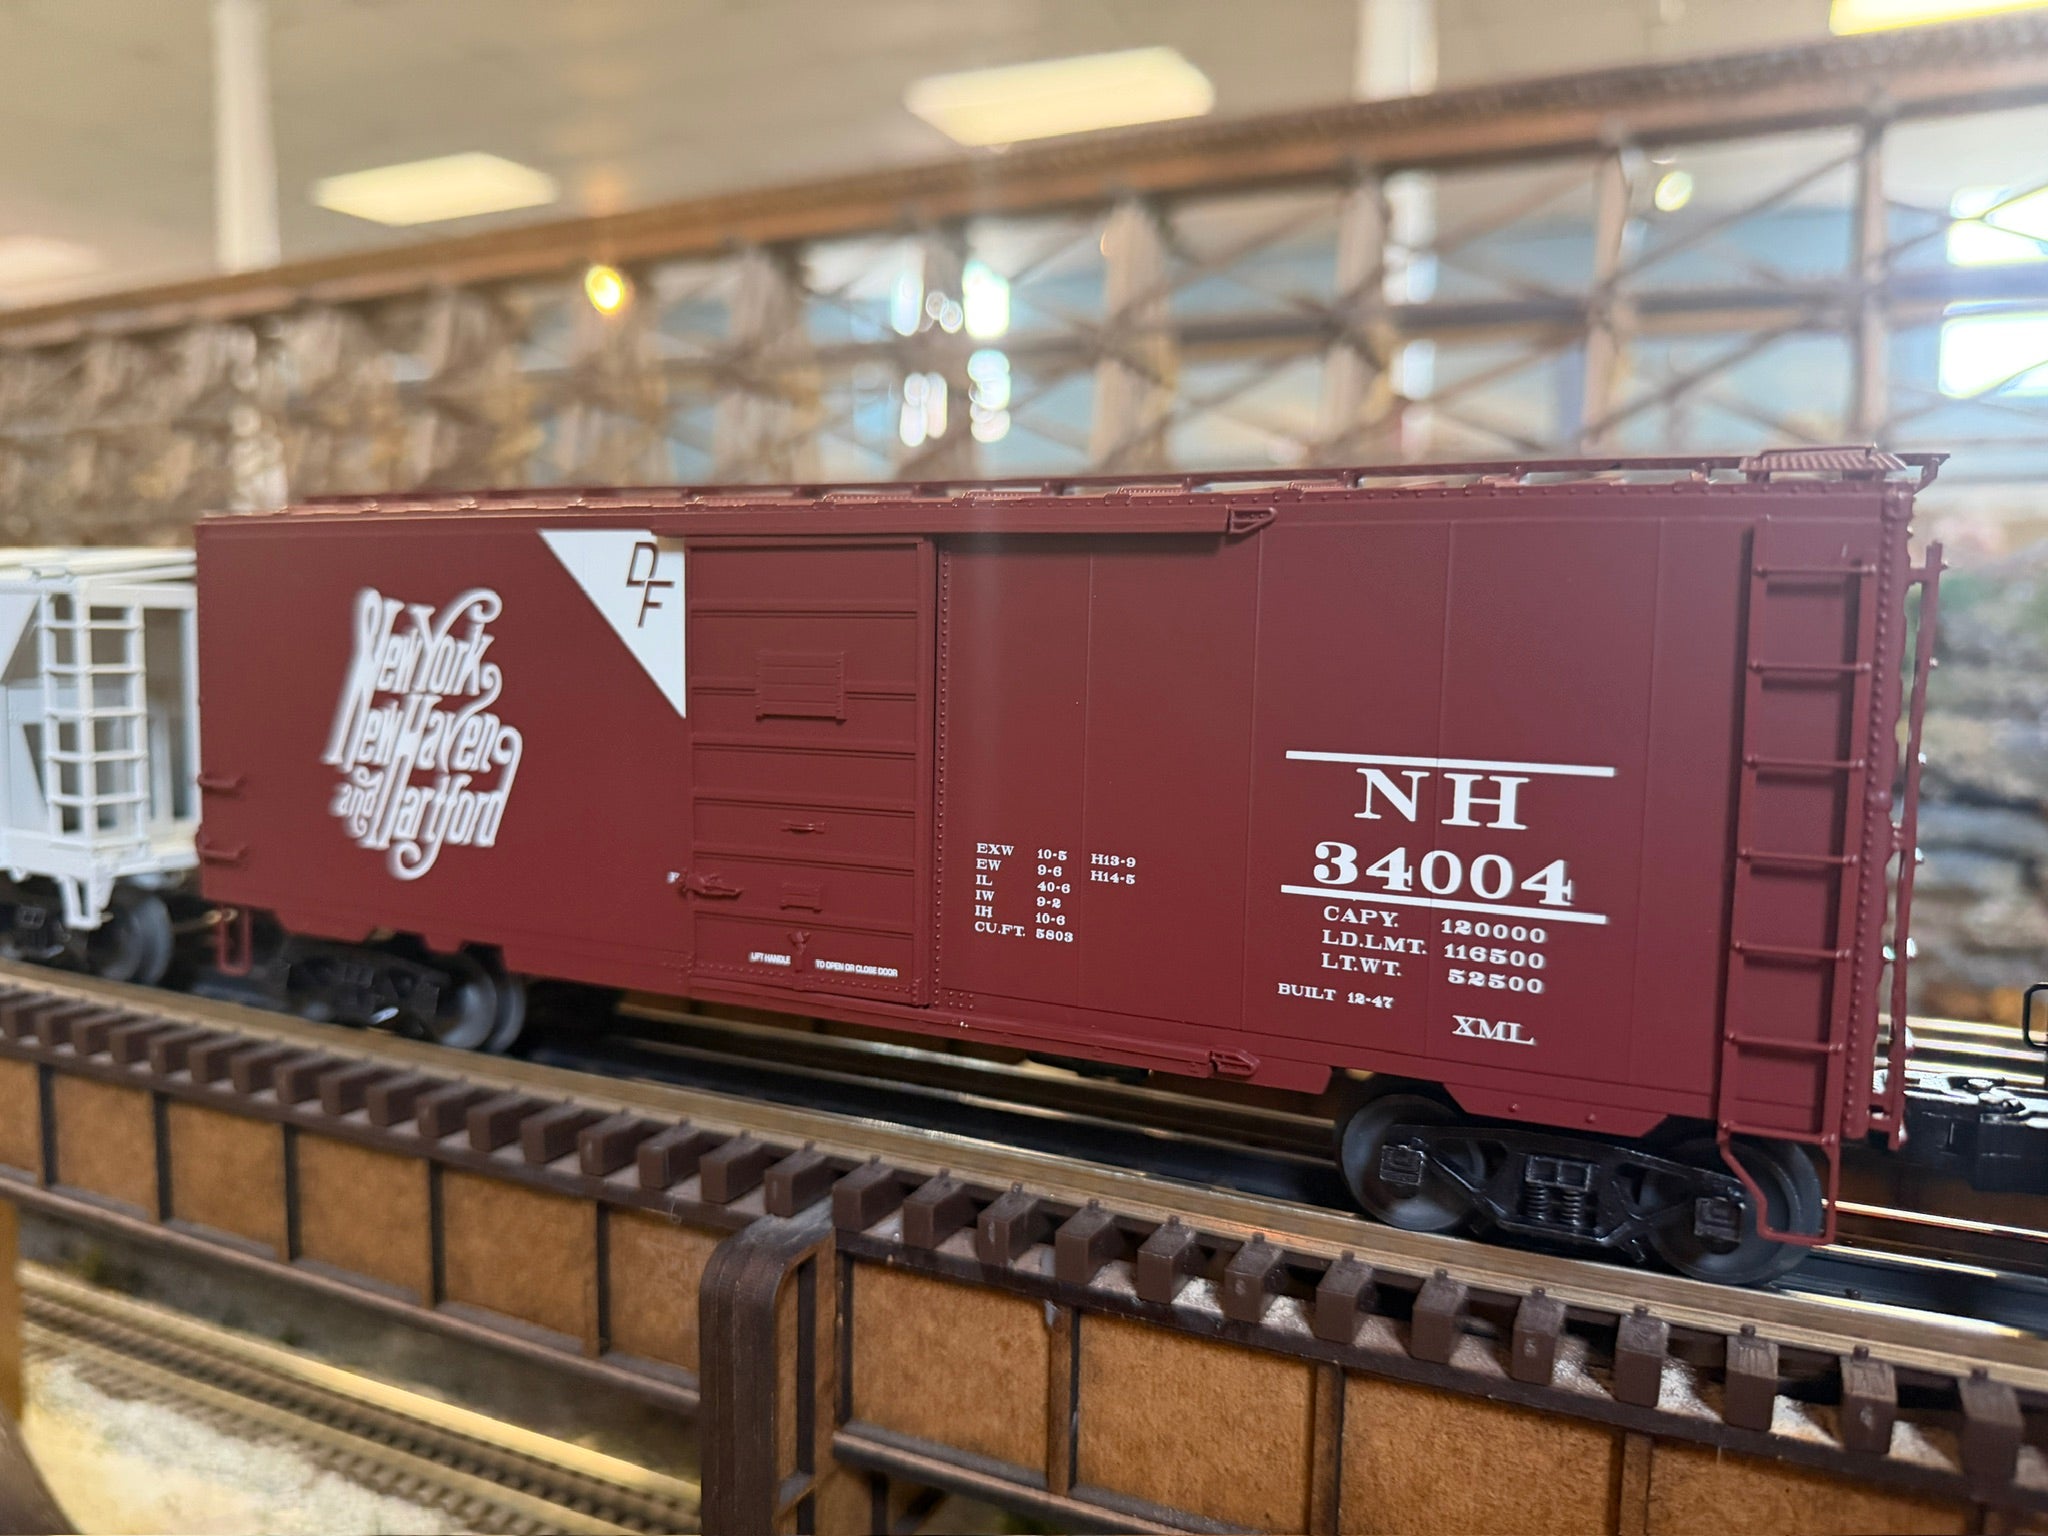 New York
New Haven
and Hartford
DF
LIFT HANDLE TO OPEN OR CLOSE DOOR
EXW 10-5 H13-9
EW 9-6 H14-5
IL 40-6
IW 9-2
IH 10-6
CU.FT. 5803
NH
34004
CAPY. 120000
LD.LMT. 116500
LT.WT. 52500
BUILT 12-47
XML